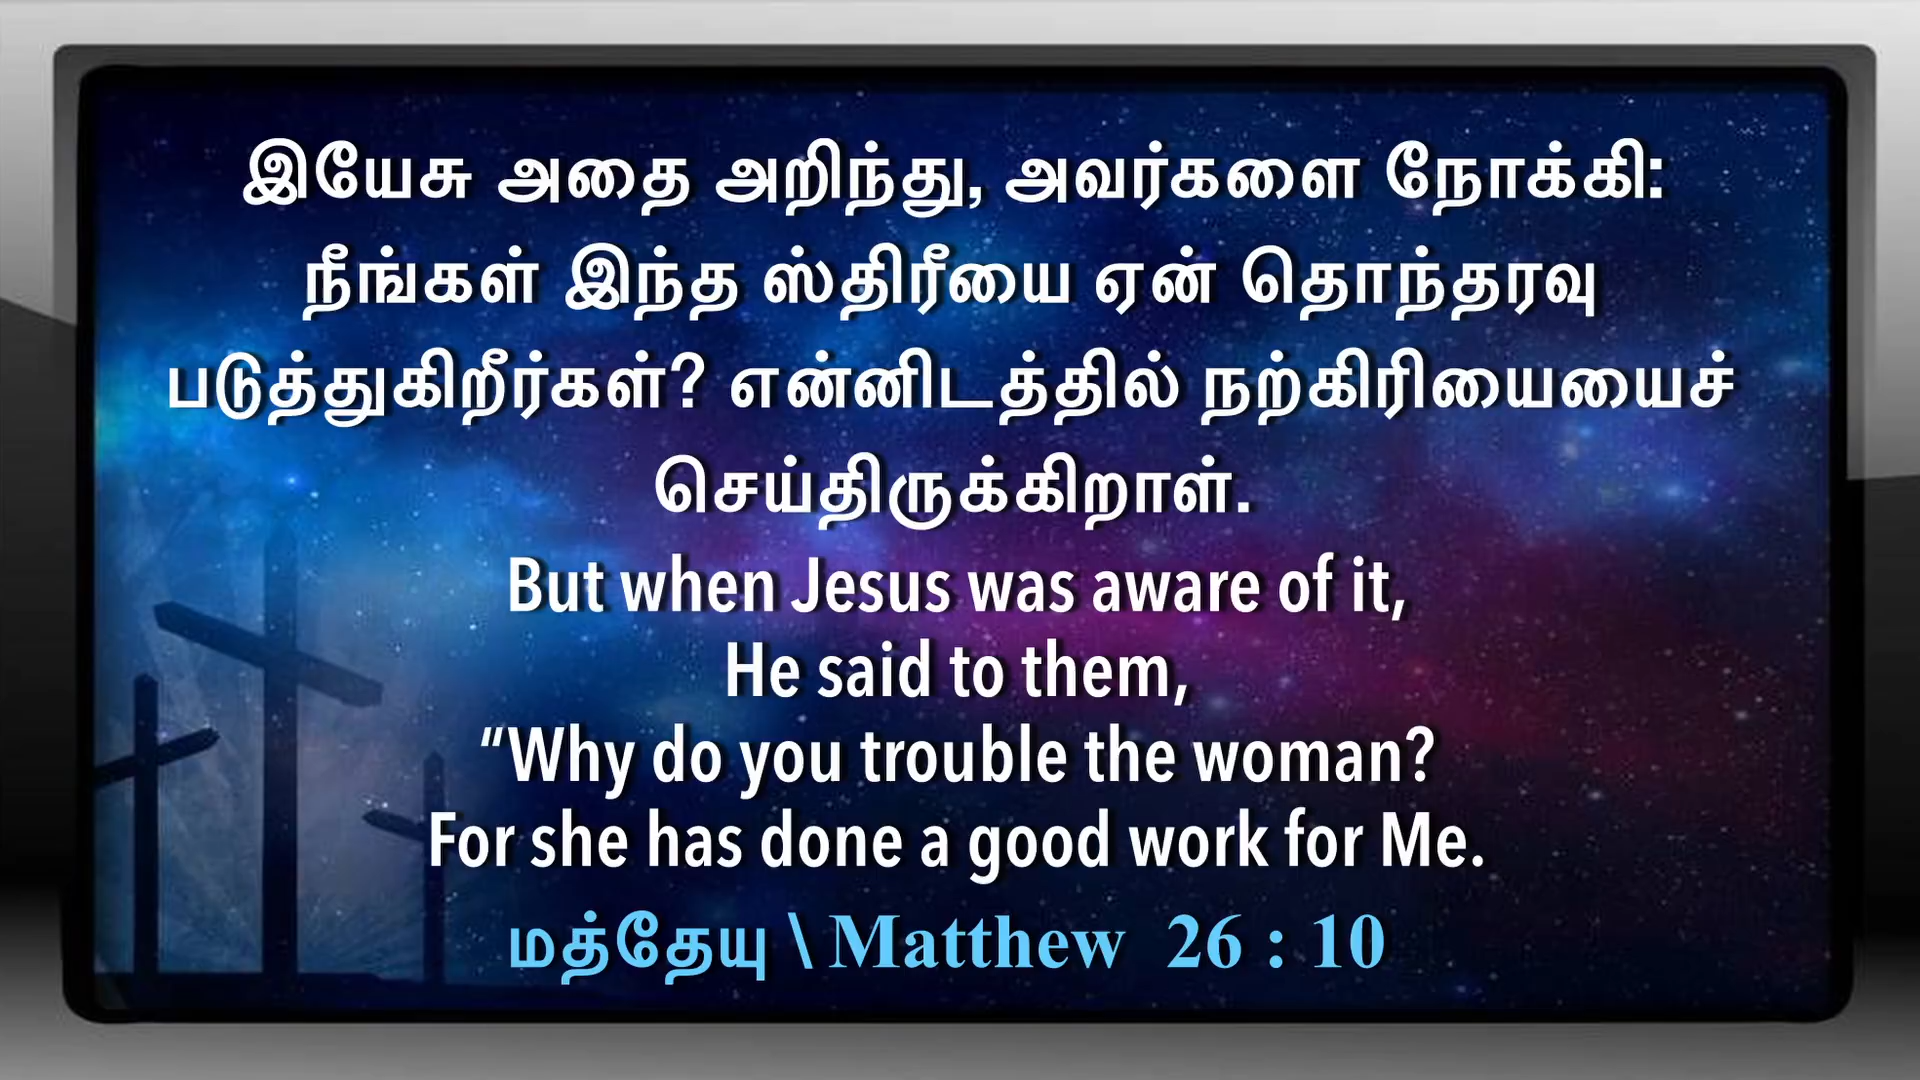 இயேசு அதை அறிந்து, அவர்களை நோக்கி:
நீங்கள் இந்த ஸ்திரீயை ஏன் தொந்தரவு
படுத்துகிறீர்கள்? என்னிடத்தில் நற்கிரியையையைச்
செய்திருக்கிறாள்.
But when Jesus was aware of it,
He said to them,
“Why do you trouble the woman?
For she has done a good work for Me.
மத்தேயு \ Matthew 26 : 10